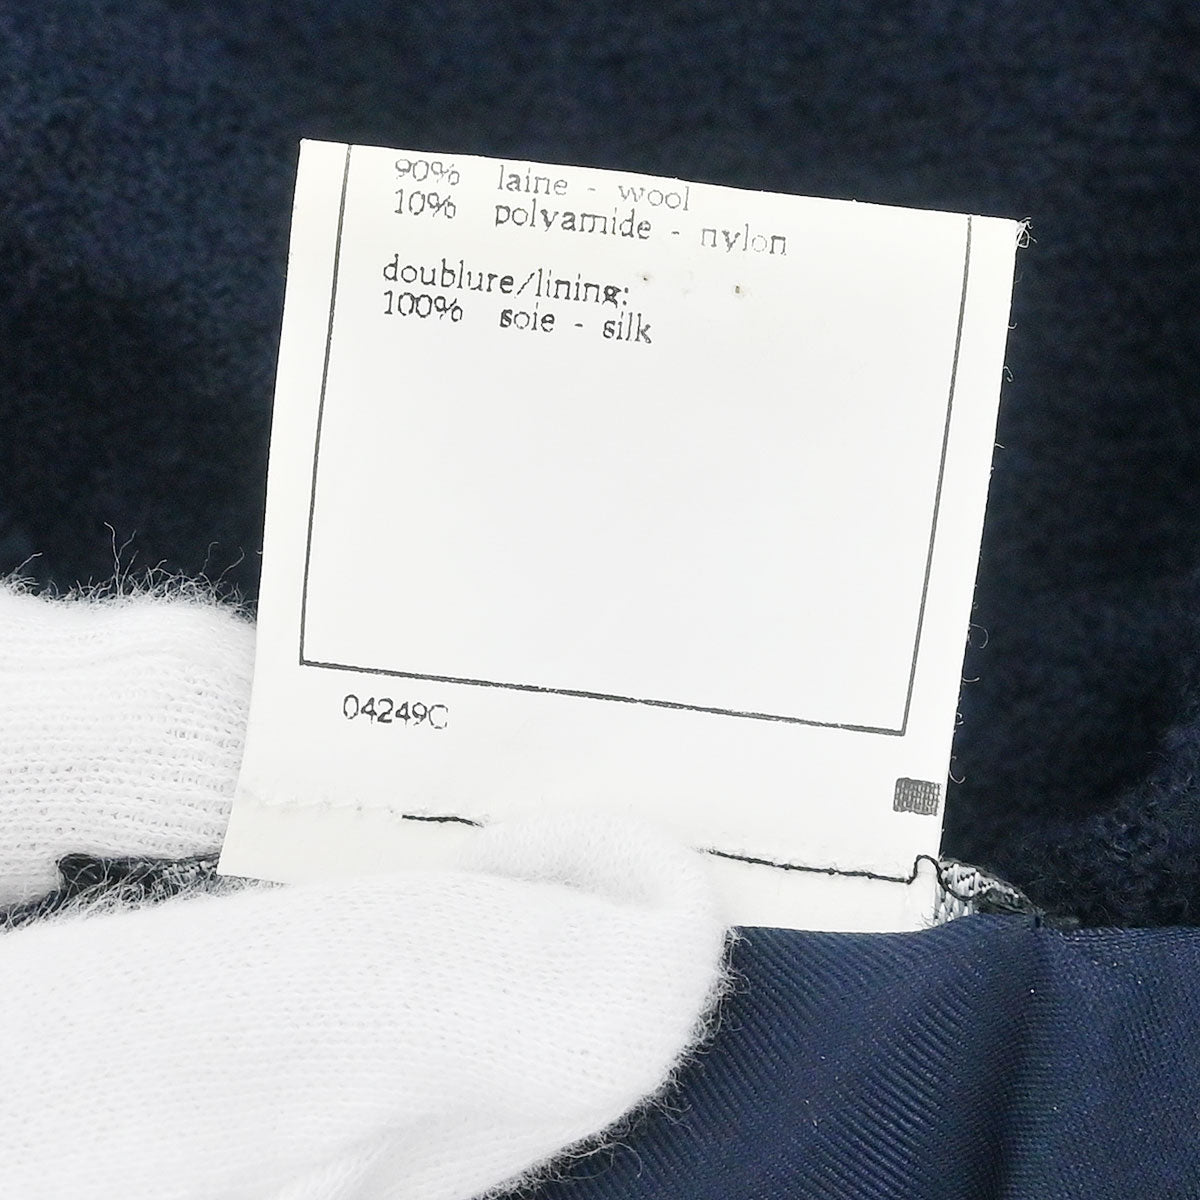 90% laine - wool
10% polyamide - nylon
doublure/lining:
100% soie - silk
04249C